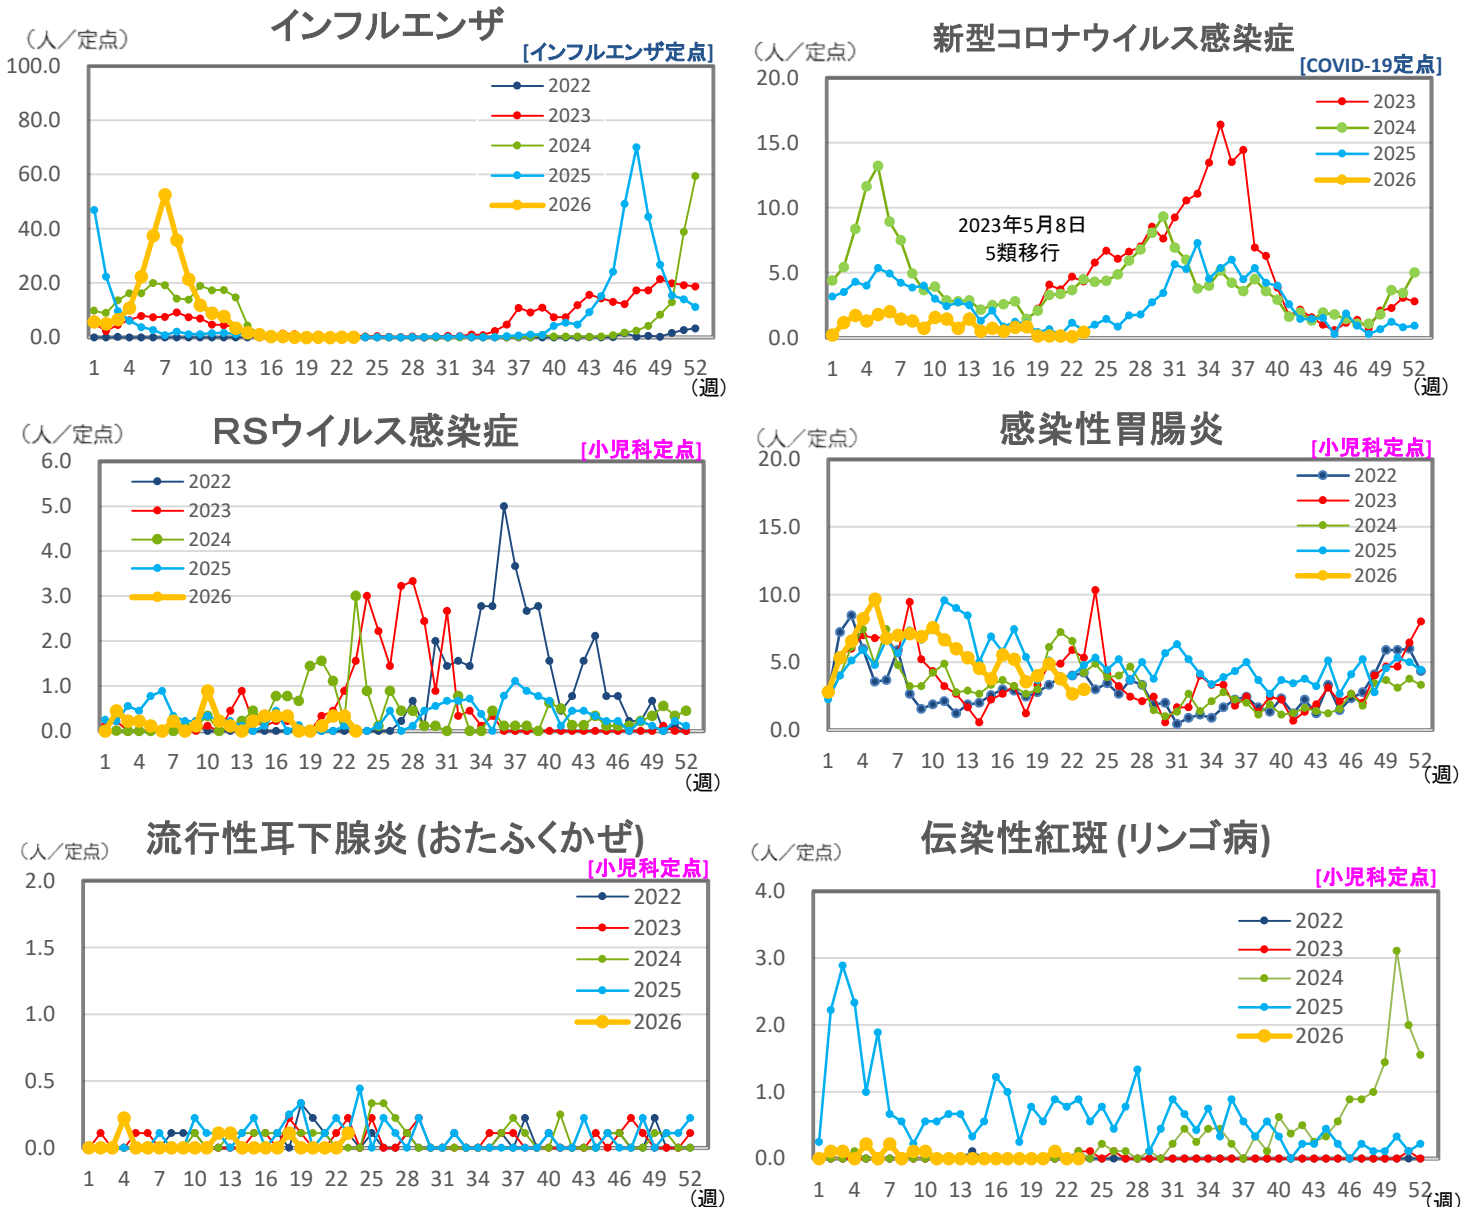 インフルエンザ
（人／定点）
[インフルエンザ定点]
100.0
80.0
60.0
40.0
20.0
0.0
2022
2023
2024
2025
2026
1 4 7 10 13 16 19 22 25 28 31 34 37 40 43 46 49 52
（週）
新型コロナウイルス感染症
（人／定点）
[COVID-19定点]
20.0
15.0
10.0
5.0
0.0
2023
2024
2025
2026
2023年5月8日
5類移行
1 4 7 10 13 16 19 22 25 28 31 34 37 40 43 46 49 52
（週）
RSウイルス感染症
（人／定点）
[小児科定点]
6.0
5.0
4.0
3.0
2.0
1.0
0.0
2022
2023
2024
2025
2026
1 4 7 10 13 16 19 22 25 28 31 34 37 40 43 46 49 52
（週）
感染性胃腸炎
（人／定点）
[小児科定点]
20.0
15.0
10.0
5.0
0.0
2022
2023
2024
2025
2026
1 4 7 10 13 16 19 22 25 28 31 34 37 40 43 46 49 52
（週）
流行性耳下腺炎 (おたふくかぜ)
（人／定点）
[小児科定点]
2.0
1.5
1.0
0.5
0.0
2022
2023
2024
2025
2026
1 4 7 10 13 16 19 22 25 28 31 34 37 40 43 46 49 52
（週）
伝染性紅斑 (リンゴ病)
（人／定点）
[小児科定点]
4.0
3.0
2.0
1.0
0.0
2022
2023
2024
2025
2026
1 4 7 10 13 16 19 22 25 28 31 34 37 40 43 46 49 52
（週）